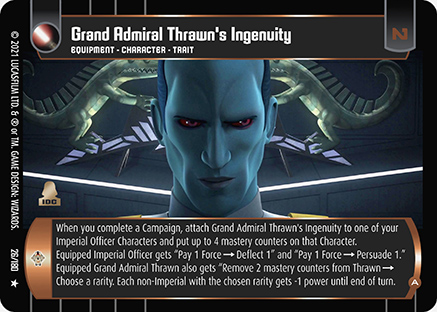 Grand Admiral Thrawn's Ingenuity
EQUIPMENT - CHARACTER - TRAIT
N
IDC
When you complete a Campaign, attach Grand Admiral Thrawn's Ingenuity to one of your
Imperial Officer Characters and put up to 4 mastery counters on that Character.
Equipped Imperial Officer gets "Pay 1 Force → Deflect 1" and "Pay 1 Force → Persuade 1."
Equipped Grand Admiral Thrawn also gets "Remove 2 mastery counters from Thrawn →
Choose a rarity. Each non-Imperial with the chosen rarity gets -1 power until end of turn.
A
© 2021 LUCASFILM LTD. & ® or TM. GAME DESIGN: WIZARDS.